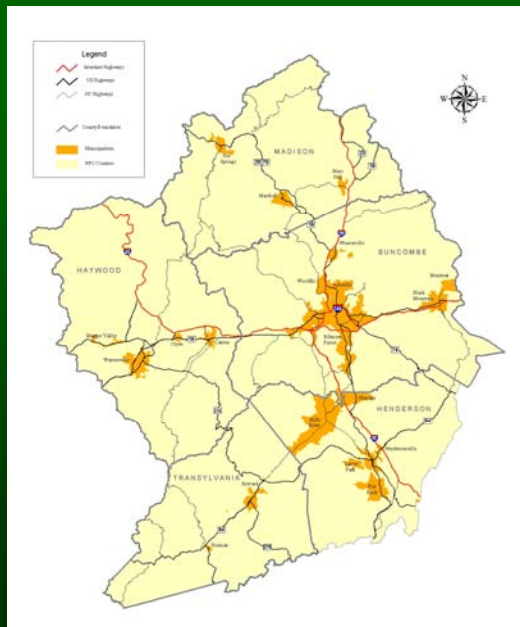 Legend
Interstate Highways
US Highways
NC Highways
County Boundaries
Municipalities
RPO Counties
N
W E
S
MADISON
Hot
Springs
Marshall
Mars
Hill
BUNCOMBE
Weaverville
Woodfin
Montreat
Black
Mountain
Biltmore
Forest
HAYWOOD
Maggie Valley
Clyde
Canton
Waynesville
HENDERSON
Fletcher
Mills
River
Hendersonville
Laurel
Park
Flat
Rock
TRANSYLVANIA
Brevard
Rosman